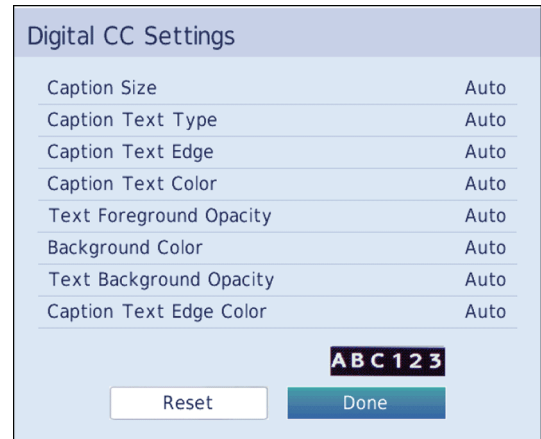 Digital CC Settings
Caption Size Auto
Caption Text Type Auto
Caption Text Edge Auto
Caption Text Color Auto
Text Foreground Opacity Auto
Background Color Auto
Text Background Opacity Auto
Caption Text Edge Color Auto
ABC123
Reset Done